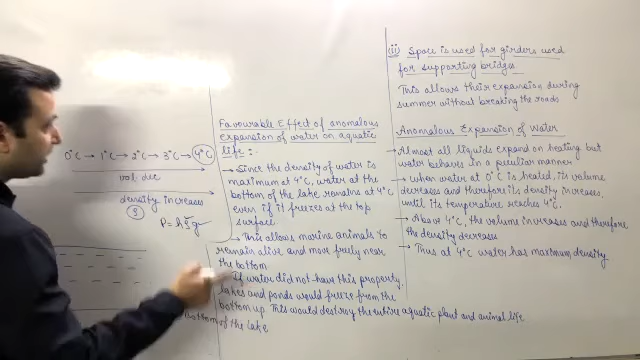 0°C → 1°C → 2°C → 3°C → 4°C
vol dec
density increases
P = hρg
Favourable Effect of anomalous
expansion of water on aquatic
life :-
→ Since the density of water is
maximum at 4°C, water at the
bottom of the lake remains at 4°C
even if it freezes at the top
surface.
→ This allows marine animals to
remain alive and move freely near
the bottom
If water did not have this property,
lakes and ponds would freeze from the
bottom up. This would destroy the entire aquatic plant and animal life
Bottom of the lake
(ii) Space is used for girders used
for supporting bridges
This allows their expansion during
summer without breaking the roads
Anomalous Expansion of Water
→ Almost all liquids expand on heating but
water behaves in a peculiar manner
→ when water at 0°C is heated, its volume
decreases and therefore its density increases,
until its temperature reaches 4°C.
→ Above 4°C, the volume increases and therefore
the density decreases
→ Thus at 4°C water has maximum density